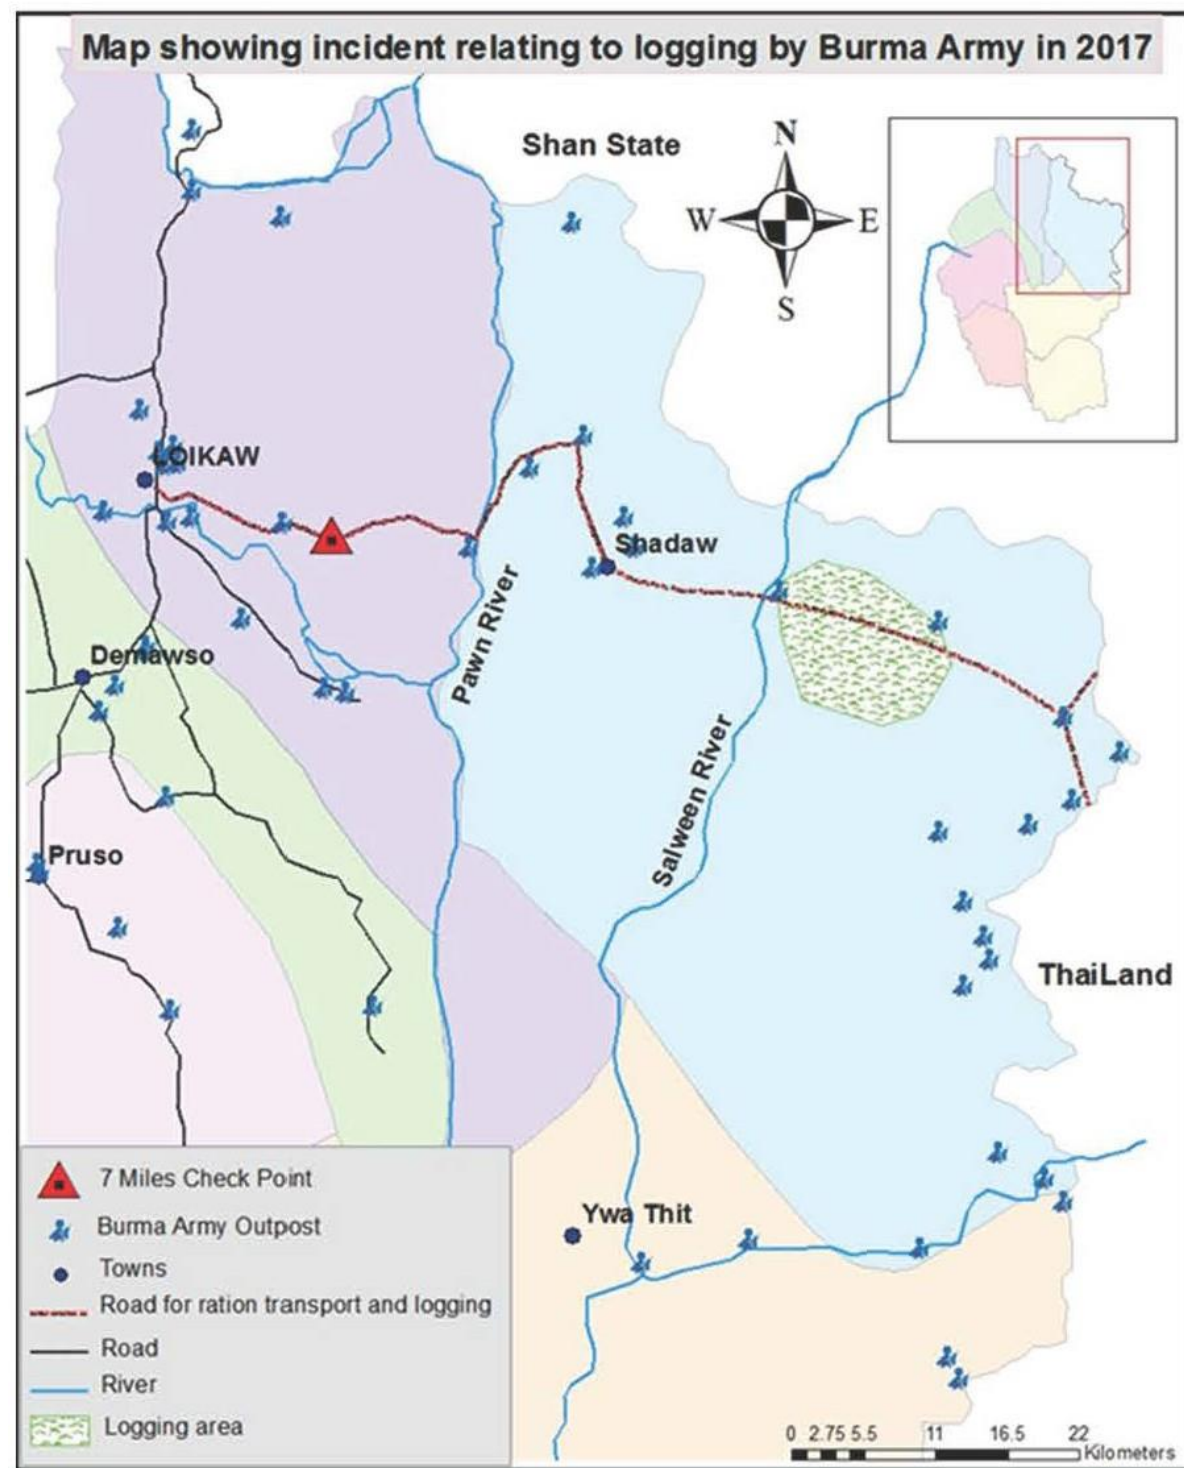 Map showing incident relating to logging by Burma Army in 2017
Shan State
N
W
E
S
LOIKAW
Shadaw
Pawn River
Demawso
Salween River
Pruso
ThaiLand
Ywa Thit
7 Miles Check Point
Burma Army Outpost
Towns
Road for ration transport and logging
Road
River
Logging area
0 2.75 5.5 11 16.5 22
Kilometers